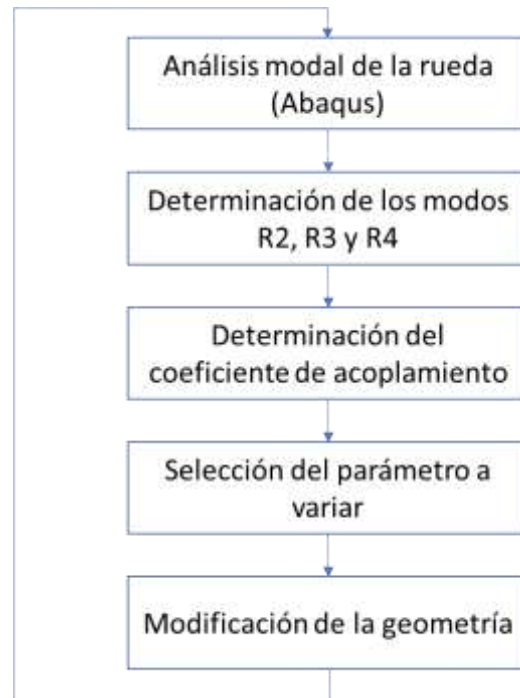 Análisis modal de la rueda
(Abaqus)
Determinación de los modos
R2, R3 y R4
Determinación del
coeficiente de acoplamiento
Selección del parámetro a
variar
Modificación de la geometría